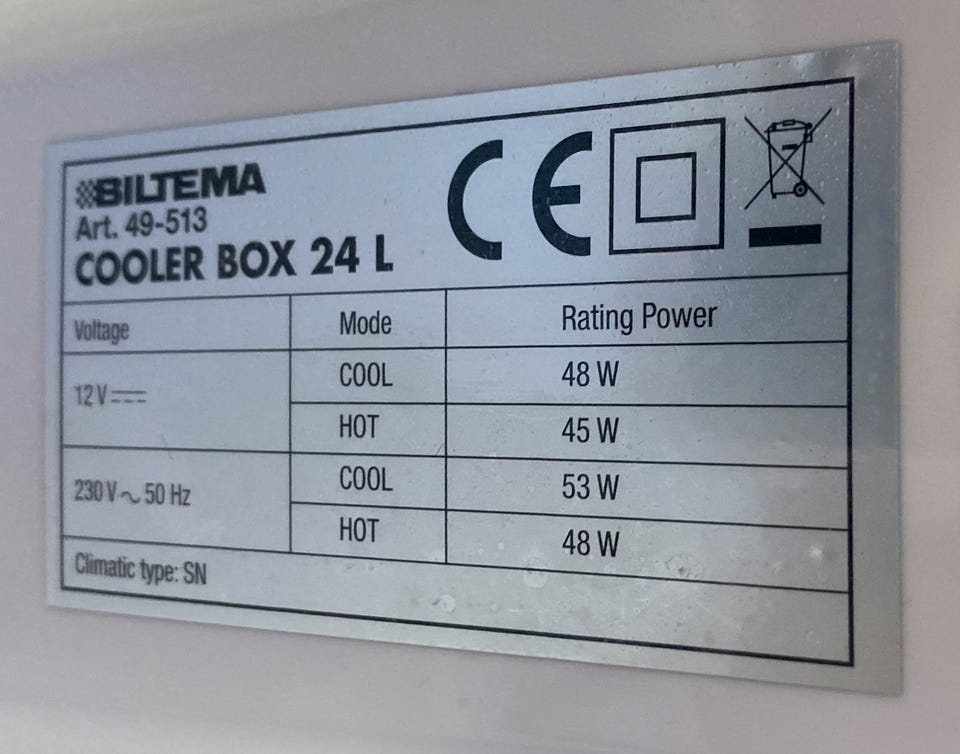 BILTEMA
Art. 49-513
COOLER BOX 24 L
CE
Voltage Mode Rating Power
12 V ⎓ COOL 48 W
HOT 45 W
230 V ~ 50 Hz COOL 53 W
HOT 48 W
Climatic type: SN